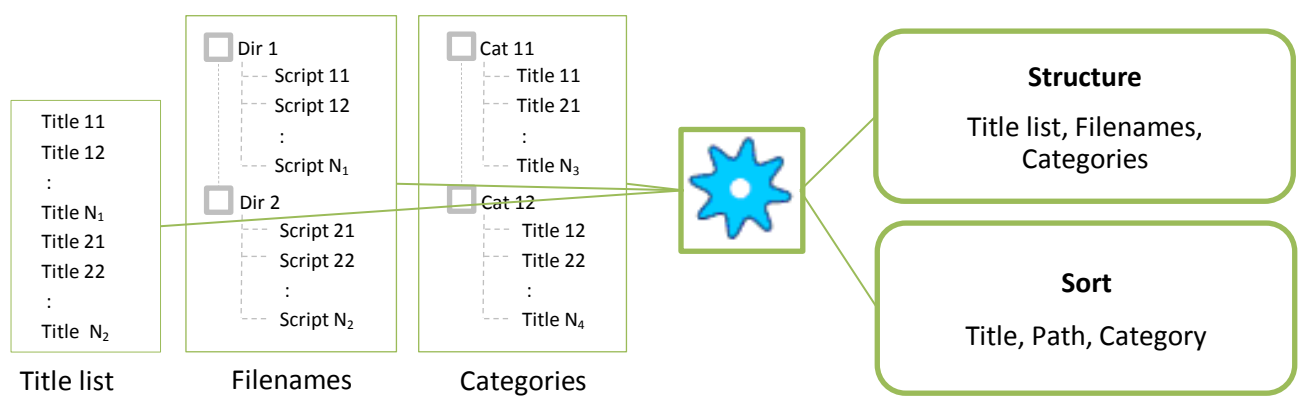 Title 11
Title 12
:
Title N₁
Title 21
Title 22
:
Title N₂
Title list
Dir 1
Script 11
Script 12
:
Script N₁
Dir 2
Script 21
Script 22
:
Script N₂
Filenames
Cat 11
Title 11
Title 21
:
Title N₃
Cat 12
Title 12
Title 22
:
Title N₄
Categories
Structure
Title list, Filenames,
Categories
Sort
Title, Path, Category